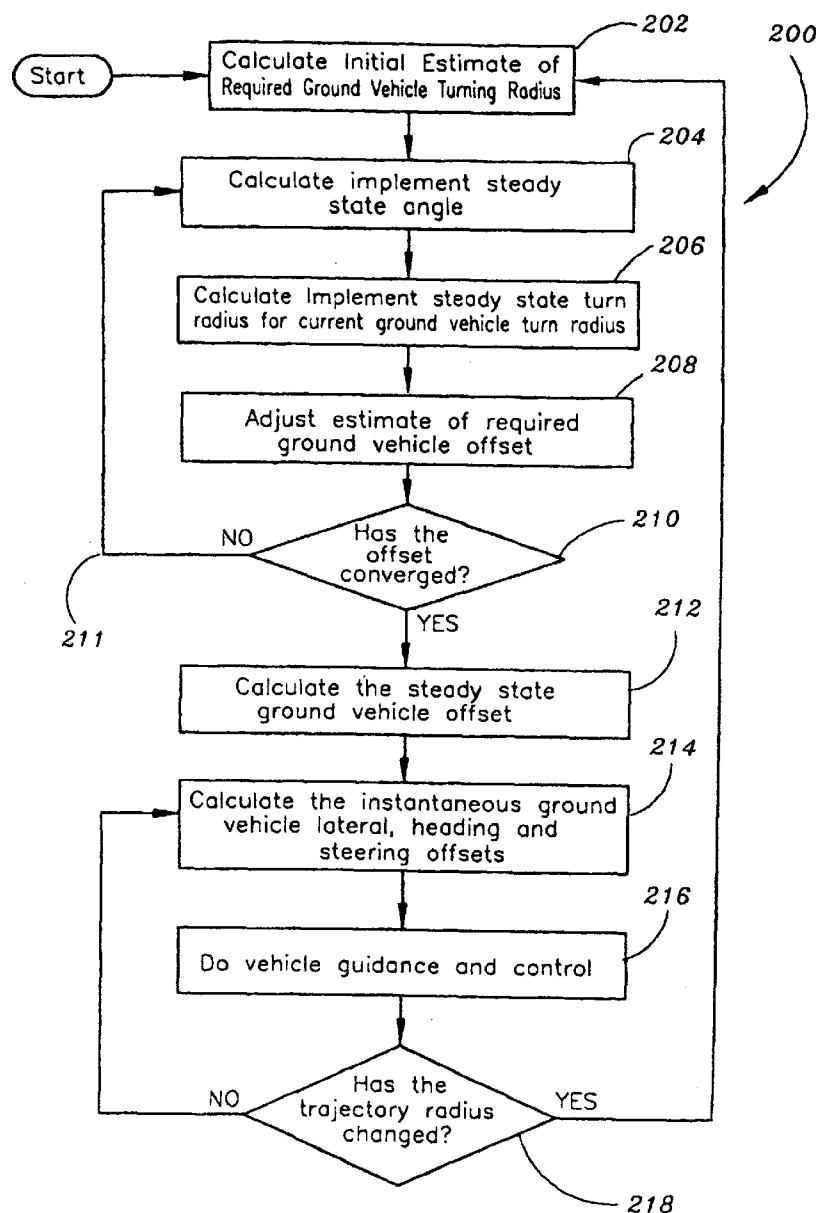 202
200
Start
Calculate Initial Estimate of
Required Ground Vehicle Turning Radius
204
Calculate implement steady
state angle
206
Calculate Implement steady state turn
radius for current ground vehicle turn radius
208
Adjust estimate of required
ground vehicle offset
210
NO
Has the
offset
converged?
211
YES
212
Calculate the steady state
ground vehicle offset
214
Calculate the instantaneous ground
vehicle lateral, heading and
steering offsets
216
Do vehicle guidance and control
NO
Has the
trajectory radius
changed?
YES
218